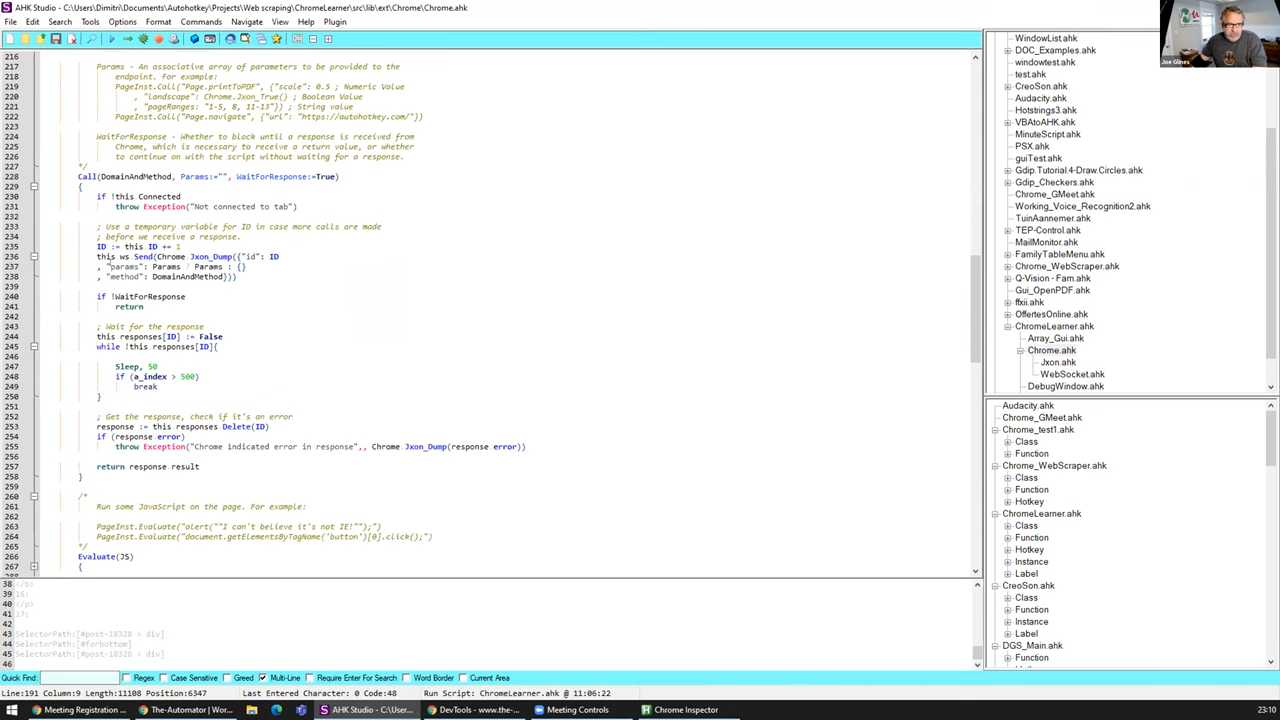 AHK Studio - C:\Users\Dimitri\Documents\Autohotkey\Projects\Web scraping\ChromeLearner\src\lib\ext\Chrome\Chrome.ahk
File Edit Search Tools Options Format Commands Navigate View Help Plugin
216
217 Params - An associative array of parameters to be provided to the
218 endpoint. For example:
219 PageInst.Call("Page.printToPDF", {"scale": 0.5 ; Numeric Value
220 , "landscape": Chrome.Jxon_True() ; Boolean Value
221 , "pageRanges: "1-5, 8, 11-13"}) ; String value
222 PageInst.Call("Page.navigate", {"url": "https://autohotkey.com/"})
223
224 WaitForResponse - Whether to block until a response is received from
225 Chrome, which is necessary to receive a return value, or whether
226 to continue on with the script without waiting for a response.
227 */
228 Call(DomainAndMethod, Params:="", WaitForResponse:=True)
229 {
230 if !this.Connected
231 throw Exception("Not connected to tab")
232
233 ; Use a temporary variable for ID in case more calls are made
234 ; before we receive a response.
235 ID := this.ID += 1
236 this.ws.Send(Chrome.Jxon_Dump({"id": ID
237 , "params": Params ? Params : {}
238 , "method": DomainAndMethod}))
239
240 if !WaitForResponse
241 return
242
243 ; Wait for the response
244 this.responses[ID] := False
245 while !this.responses[ID]{
246
247 Sleep, 50
248 if (a_index > 500)
249 break
250 }
251
252 ; Get the response, check if it's an error
253 response := this.responses.Delete(ID)
254 if (response.error)
255 throw Exception("Chrome indicated error in response",, Chrome.Jxon_Dump(response.error))
256
257 return response.result
258 }
259
260 /*
261 Run some JavaScript on the page. For example:
262
263 PageInst.Evaluate("alert(""I can't believe it's not IE!"");")
264 PageInst.Evaluate("document.getElementsByTagName('button')[0].click();")
265 */
266 Evaluate(JS)
267 {
38 </b>
39 i6:
40 </p>
41 i7:
42
43 SelectorPath:[#post-18328 > div]
44 SelectorPath:[#forbottom]
45 SelectorPath:[#post-18328 > div]
46
WindowList.ahk
DOC_Examples.ahk
windowtest.ahk
test.ahk
CreoSon.ahk
Audacity.ahk
Hotstrings3.ahk
VBAtoAHK.ahk
MinuteScript.ahk
PSX.ahk
guiTest.ahk
Gdip.Tutorial.4-Draw.Circles.ahk
Gdip_Checkers.ahk
Chrome_GMeet.ahk
Working_Voice_Recognition2.ahk
TuinAannemer.ahk
TEP-Control.ahk
MailMonitor.ahk
FamilyTableMenu.ahk
Chrome_WebScraper.ahk
Q-Vision - Fam.ahk
Gui_OpenPDF.ahk
ffxii.ahk
OffertesOnline.ahk
ChromeLearner.ahk
Array_Gui.ahk
Chrome.ahk
Jxon.ahk
WebSocket.ahk
DebugWindow.ahk
Audacity.ahk
Chrome_GMeet.ahk
Chrome_test1.ahk
Class
Function
Chrome_WebScraper.ahk
Class
Function
Hotkey
ChromeLearner.ahk
Class
Function
Hotkey
Instance
Label
CreoSon.ahk
Class
Function
Instance
Label
DGS_Main.ahk
Function
Joe Glines
Quick Find: Regex Case Sensitive Greed Multi-Line Require Enter For Search Word Border Current Area
Line:191 Column:9 Length:11108 Position:6347 Last Entered Character: 0 Code:48 Run Script: ChromeLearner.ahk @ 11:06:22
Meeting Registration ... The-Automator | Wor... AHK Studio - C:\User... DevTools - www.the-... Meeting Controls Chrome Inspector 23:10